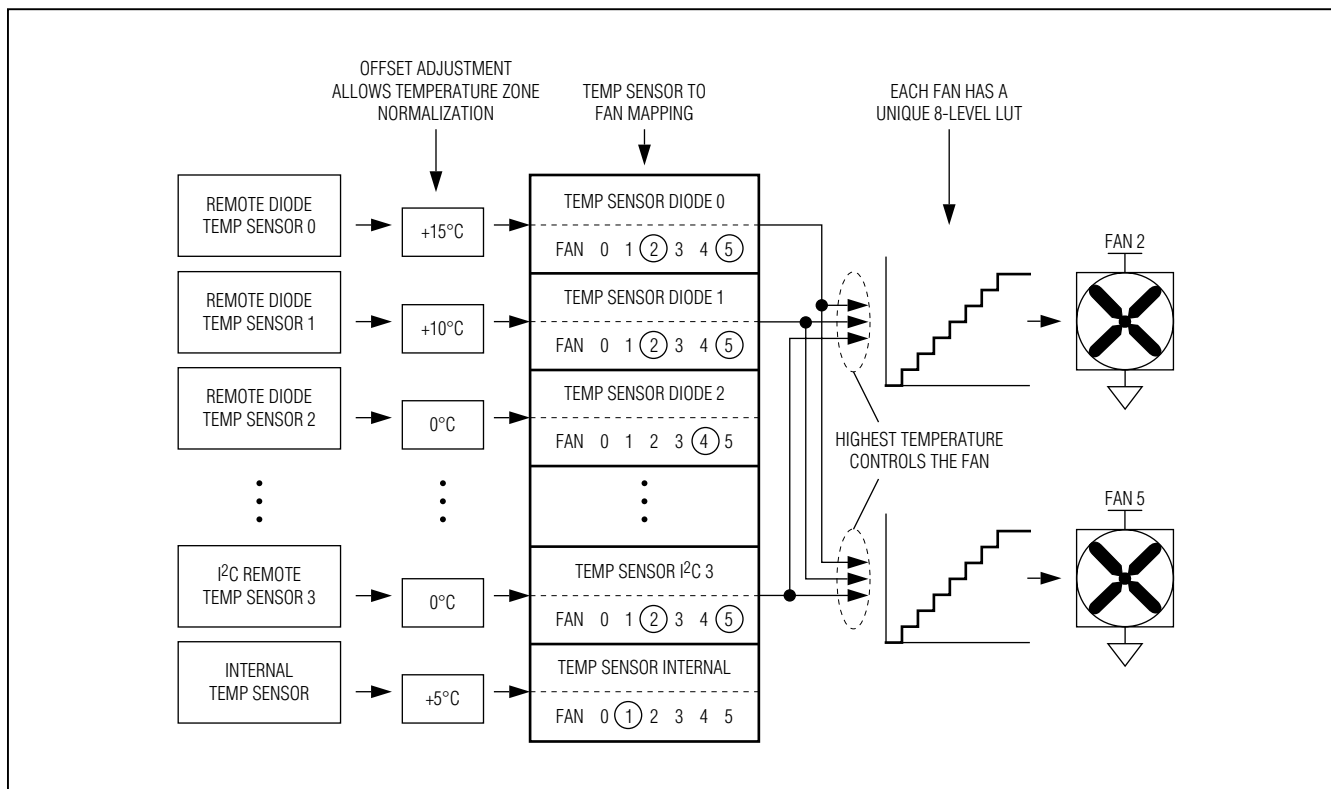 OFFSET ADJUSTMENT
ALLOWS TEMPERATURE ZONE
NORMALIZATION
TEMP SENSOR TO
FAN MAPPING
EACH FAN HAS A
UNIQUE 8-LEVEL LUT
REMOTE DIODE
TEMP SENSOR 0
+15°C
TEMP SENSOR DIODE 0
FAN 0 1 2 3 4 5
REMOTE DIODE
TEMP SENSOR 1
+10°C
TEMP SENSOR DIODE 1
FAN 0 1 2 3 4 5
REMOTE DIODE
TEMP SENSOR 2
0°C
TEMP SENSOR DIODE 2
FAN 0 1 2 3 4 5
I²C REMOTE
TEMP SENSOR 3
0°C
TEMP SENSOR I²C 3
FAN 0 1 2 3 4 5
INTERNAL
TEMP SENSOR
+5°C
TEMP SENSOR INTERNAL
FAN 0 1 2 3 4 5
FAN 2
HIGHEST TEMPERATURE
CONTROLS THE FAN
FAN 5